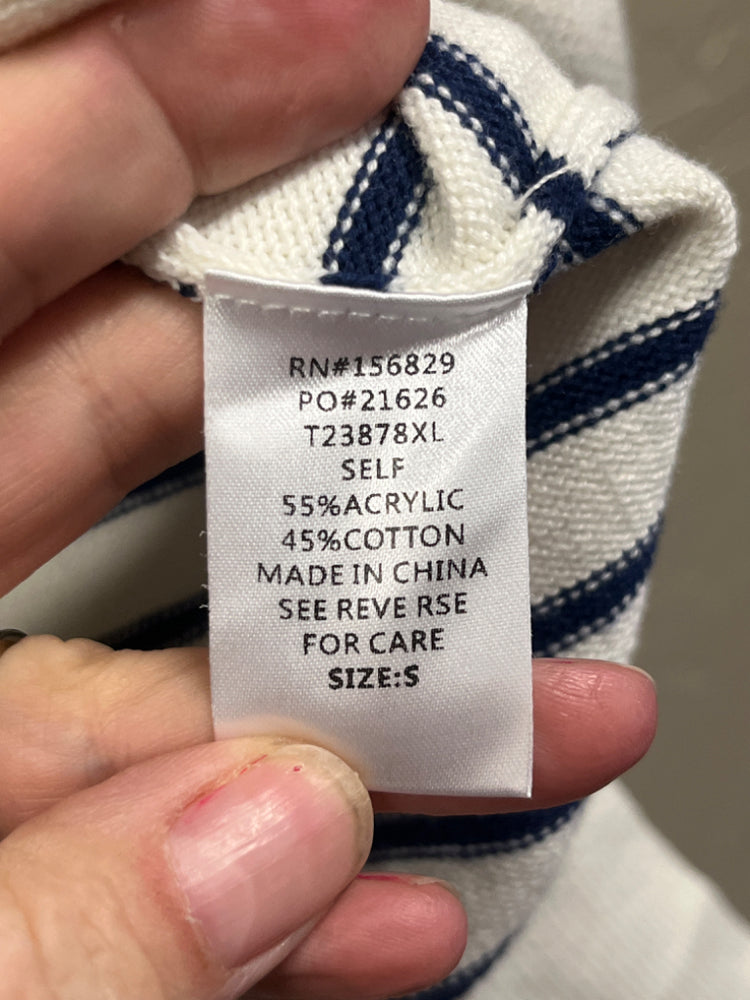 RN#156829
PO#21626
T23878XL
SELF
55%ACRYLIC
45%COTTON
MADE IN CHINA
SEE REVE RSE
FOR CARE
SIZE:S